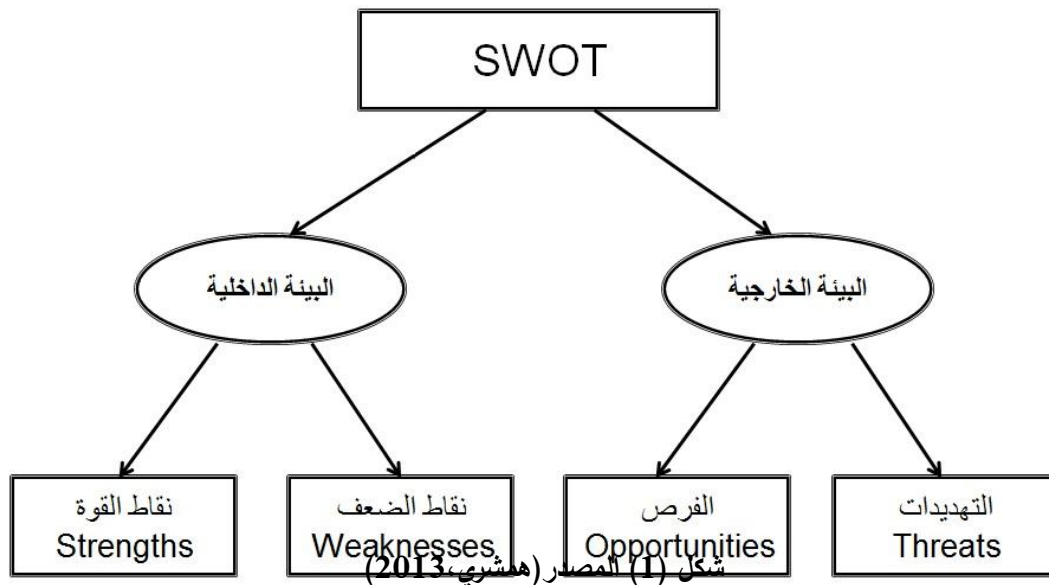 SWOT
البيئة الداخلية
البيئة الخارجية
نقاط القوة
Strengths
نقاط الضعف
Weaknesses
الفرص
Opportunities
التهديدات
Threats
شكل (1) المصدر(همشري،2013)